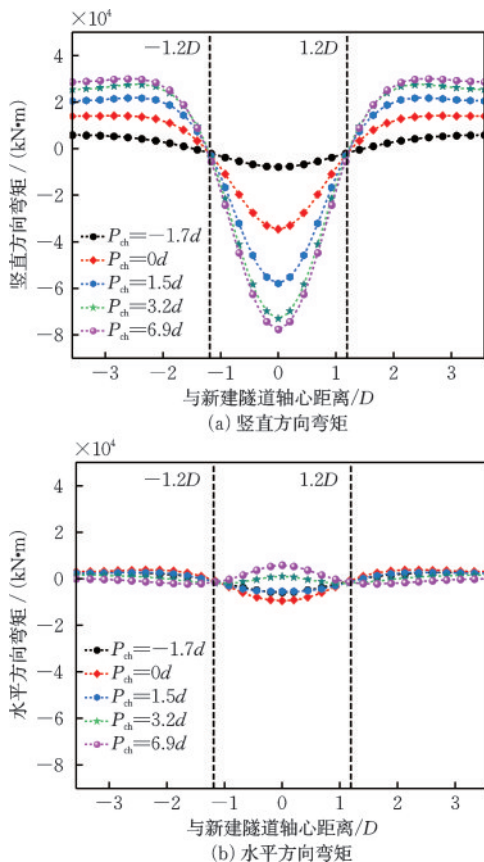 ×10⁴
-1.2D
1.2D
4
2
0
-2
-4
-6
-8
竖直方向弯矩 / (kN•m)
P_ch=-1.7d
P_ch=0d
P_ch=1.5d
P_ch=3.2d
P_ch=6.9d
-3 -2 -1 0 1 2 3
与新建隧道轴心距离/D
(a) 竖直方向弯矩
×10⁴
-1.2D
1.2D
4
2
0
-2
-4
-6
-8
水平方向弯矩 / (kN•m)
P_ch=-1.7d
P_ch=0d
P_ch=1.5d
P_ch=3.2d
P_ch=6.9d
-3 -2 -1 0 1 2 3
与新建隧道轴心距离/D
(b) 水平方向弯矩